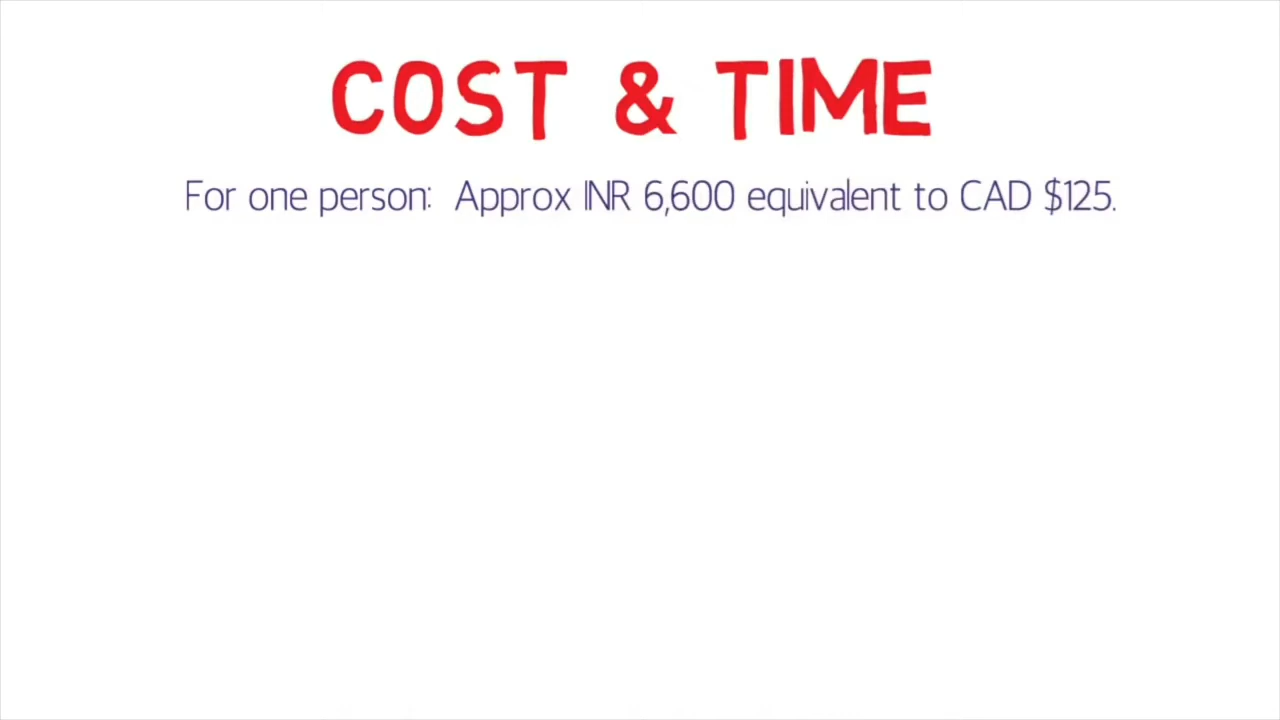 COST & TIME
For one person: Approx INR 6,600 equivalent to CAD $125.